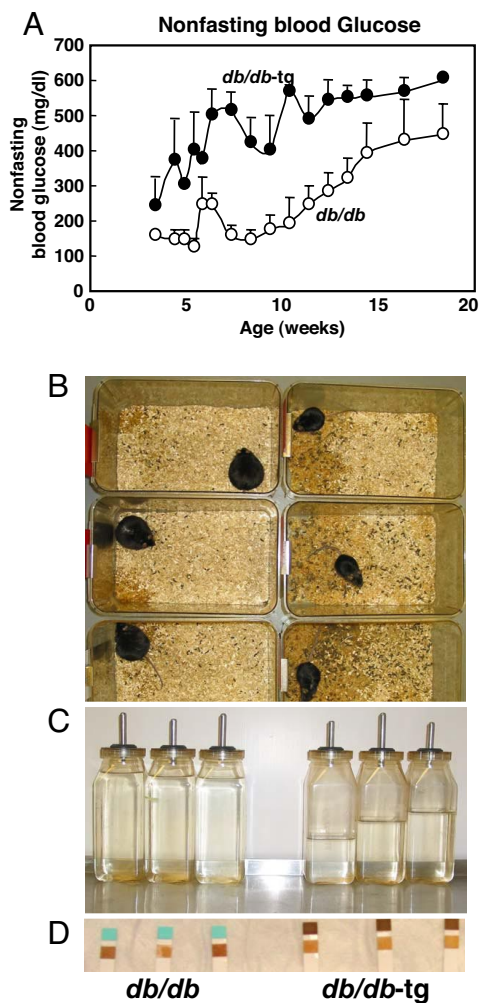 A
Nonfasting blood Glucose
Nonfasting
blood glucose (mg/dl)
700
600
500
400
300
200
100
0
db/db-tg
db/db
0
5
10
15
20
Age (weeks)
B
C
D
db/db
db/db-tg